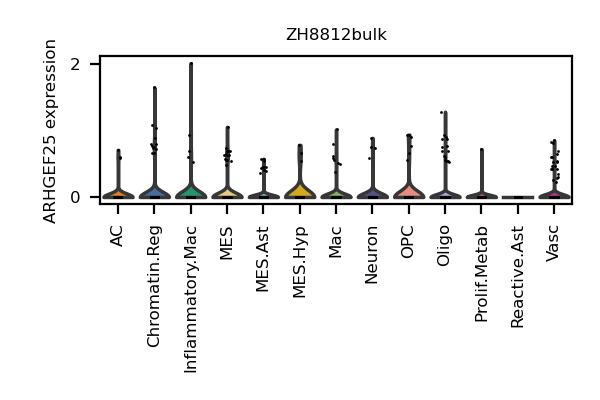 ZH8812bulk
ARHGEF25 expression
2
0
AC
Chromatin.Reg
Inflammatory.Mac
MES
MES.Ast
MES.Hyp
Mac
Neuron
OPC
Oligo
Prolif.Metab
Reactive.Ast
Vasc